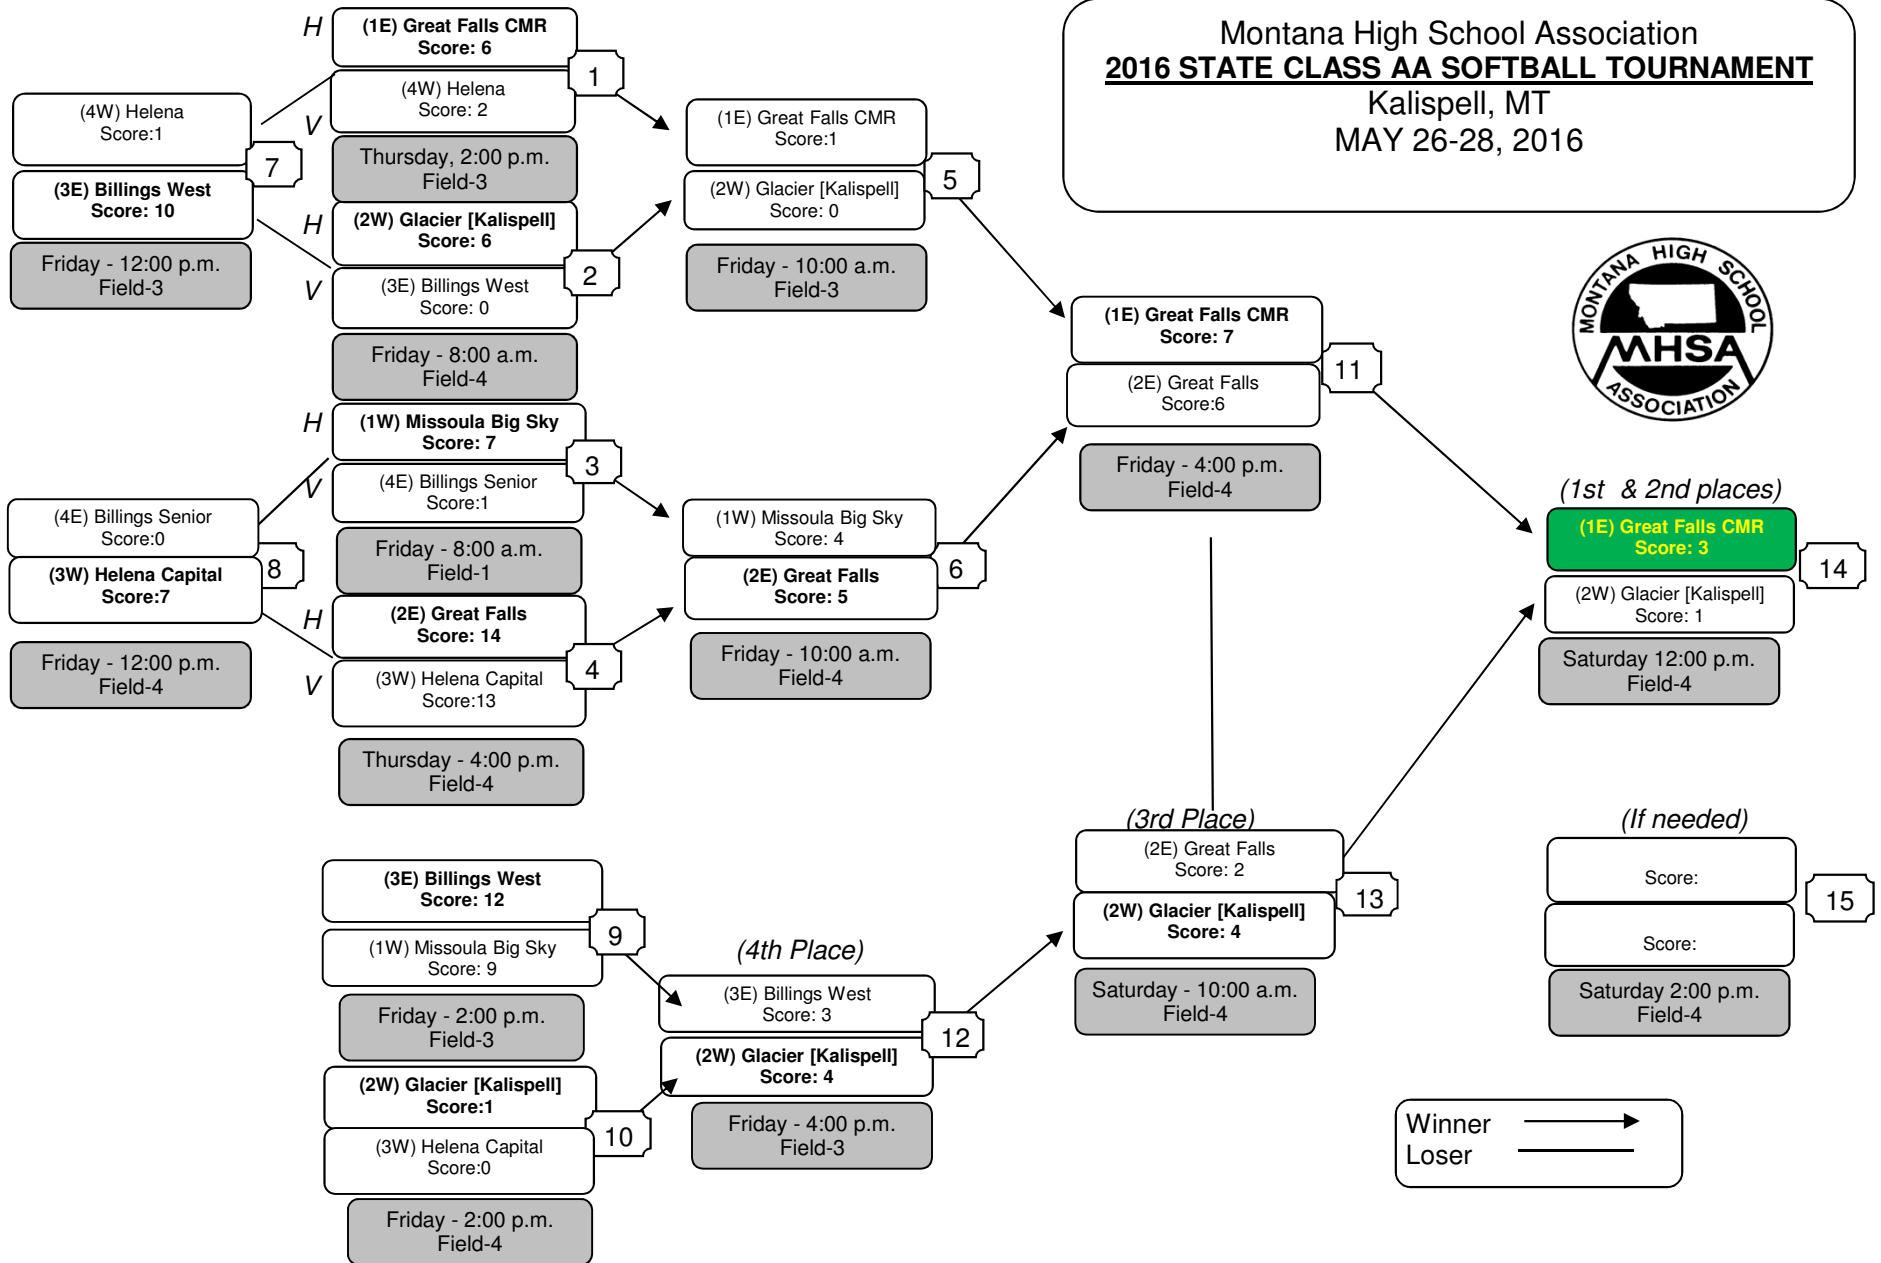 Montana High School Association
2016 STATE CLASS AA SOFTBALL TOURNAMENT
Kalispell, MT
MAY 26-28, 2016
MONTANA HIGH SCHOOL
MHSA
ASSOCIATION
(4W) Helena
Score:1
7
(3E) Billings West
Score: 10
Friday - 12:00 p.m.
Field-3
(4E) Billings Senior
Score:0
8
(3W) Helena Capital
Score:7
Friday - 12:00 p.m.
Field-4
H
(1E) Great Falls CMR
Score: 6
1
V
(4W) Helena
Score: 2
Thursday, 2:00 p.m.
Field-3
H
(2W) Glacier [Kalispell]
Score: 6
2
V
(3E) Billings West
Score: 0
Friday - 8:00 a.m.
Field-4
H
(1W) Missoula Big Sky
Score: 7
3
V
(4E) Billings Senior
Score:1
Friday - 8:00 a.m.
Field-1
H
(2E) Great Falls
Score: 14
4
V
(3W) Helena Capital
Score:13
Thursday - 4:00 p.m.
Field-4
(1E) Great Falls CMR
Score:1
5
(2W) Glacier [Kalispell]
Score: 0
Friday - 10:00 a.m.
Field-3
(1W) Missoula Big Sky
Score: 4
6
(2E) Great Falls
Score: 5
Friday - 10:00 a.m.
Field-4
(1E) Great Falls CMR
Score: 7
11
(2E) Great Falls
Score:6
Friday - 4:00 p.m.
Field-4
(1st & 2nd places)
(1E) Great Falls CMR
Score: 3
14
(2W) Glacier [Kalispell]
Score: 1
Saturday 12:00 p.m.
Field-4
(3E) Billings West
Score: 12
9
(1W) Missoula Big Sky
Score: 9
Friday - 2:00 p.m.
Field-3
(2W) Glacier [Kalispell]
Score:1
10
(3W) Helena Capital
Score:0
Friday - 2:00 p.m.
Field-4
(4th Place)
(3E) Billings West
Score: 3
12
(2W) Glacier [Kalispell]
Score: 4
Friday - 4:00 p.m.
Field-3
(3rd Place)
(2E) Great Falls
Score: 2
13
(2W) Glacier [Kalispell]
Score: 4
Saturday - 10:00 a.m.
Field-4
(If needed)
Score:
15
Score:
Saturday 2:00 p.m.
Field-4
Winner
Loser